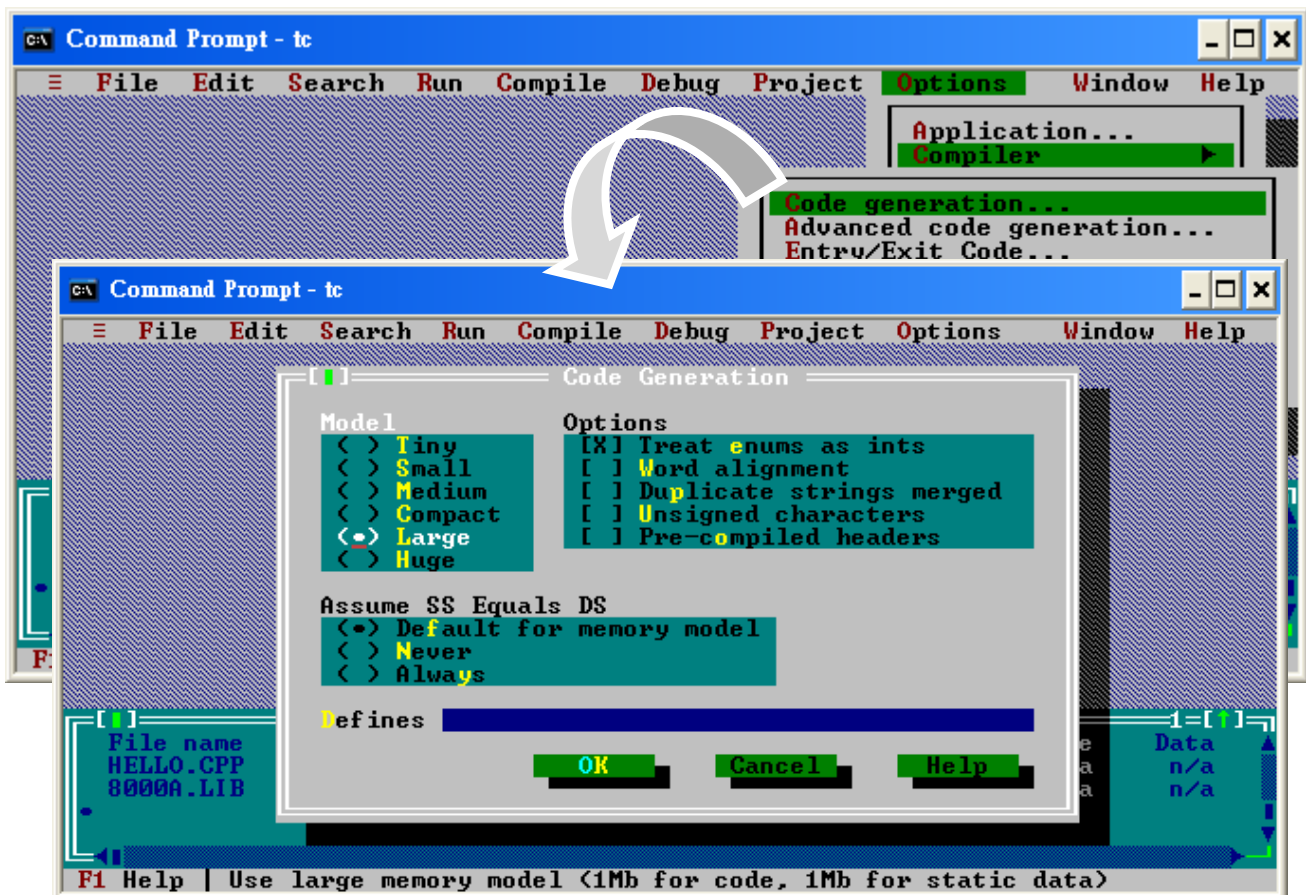 Command Prompt - tc
≡ File Edit Search Run Compile Debug Project Options Window Help
Application...
Compiler ►
Code generation...
Advanced code generation...
Entry/Exit Code...
Command Prompt - tc
≡ File Edit Search Run Compile Debug Project Options Window Help
Code Generation
Model Options
( ) Tiny [X] Treat enums as ints
( ) Small [ ] Word alignment
( ) Medium [ ] Duplicate strings merged
( ) Compact [ ] Unsigned characters
(•) Large [ ] Pre-compiled headers
( ) Huge
Assume SS Equals DS
(•) Default for memory model
( ) Never
( ) Always
Defines
OK Cancel Help
1=[↑]
File name Data
HELLO.CPP n/a
8000A.LIB n/a
F1 Help | Use large memory model (1Mb for code, 1Mb for static data)